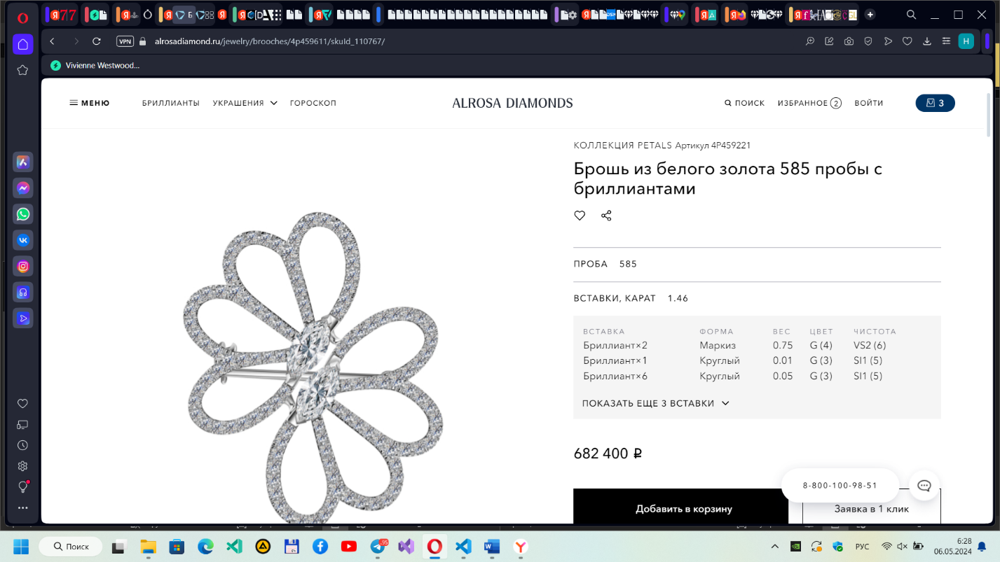 alrosadiamond.ru/jewelry/brooches/4p459611/skuId_110767/
VPN
H
Vivienne Westwood...
МЕНЮ
БРИЛЛИАНТЫ
УКРАШЕНИЯ
ГОРОСКОП
ALROSA DIAMONDS
ПОИСК
ИЗБРАННОЕ 2
ВОЙТИ
3
КОЛЛЕКЦИЯ PETALS Артикул 4Р459221
Брошь из белого золота 585 пробы с
бриллиантами
ПРОБА 585
ВСТАВКИ, КАРАТ 1.46
ВСТАВКА ФОРМА ВЕС ЦВЕТ ЧИСТОТА
Бриллиант×2 Маркиз 0.75 G (4) VS2 (6)
Бриллиант×1 Круглый 0.01 G (3) SI1 (5)
Бриллиант×6 Круглый 0.05 G (3) SI1 (5)
ПОКАЗАТЬ ЕЩЕ 3 ВСТАВКИ
682 400 ₽
8-800-100-98-51
Добавить в корзину
Заявка в 1 клик
Поиск
95
РУС
6:28
06.05.2024